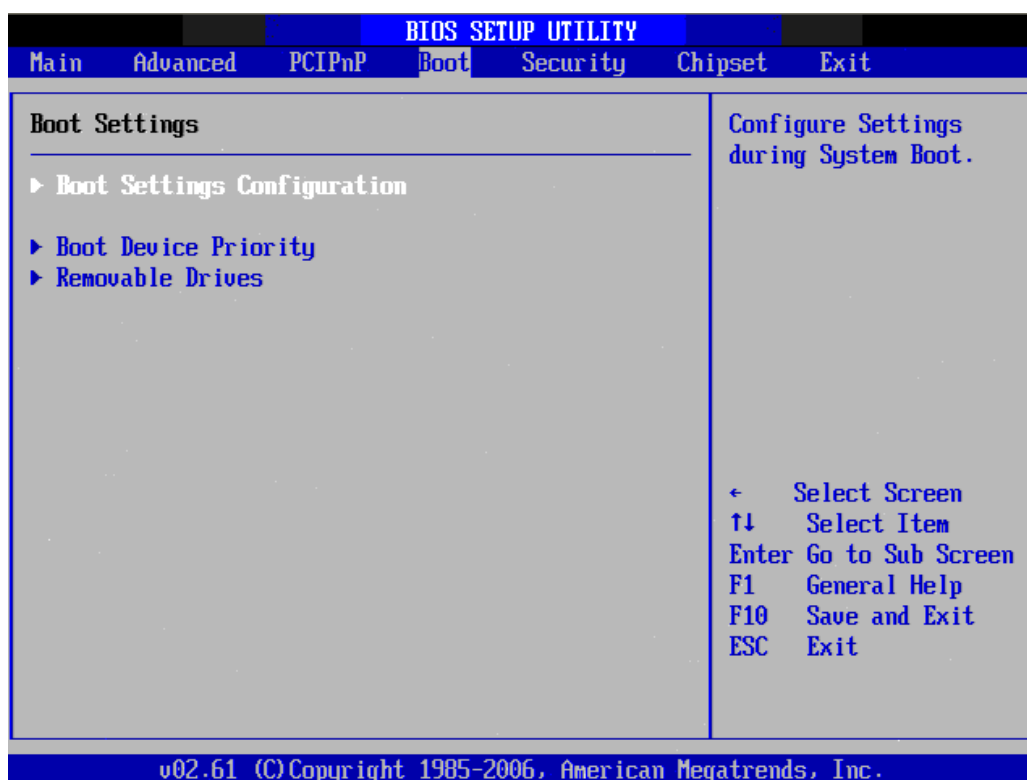 BIOS SETUP UTILITY
Main Advanced PCIPnP Boot Security Chipset Exit
Boot Settings
Boot Settings Configuration
Boot Device Priority
Removable Drives
Configure Settings
during System Boot.
← Select Screen
↑↓ Select Item
Enter Go to Sub Screen
F1 General Help
F10 Save and Exit
ESC Exit
v02.61 (C)Copyright 1985-2006, American Megatrends, Inc.